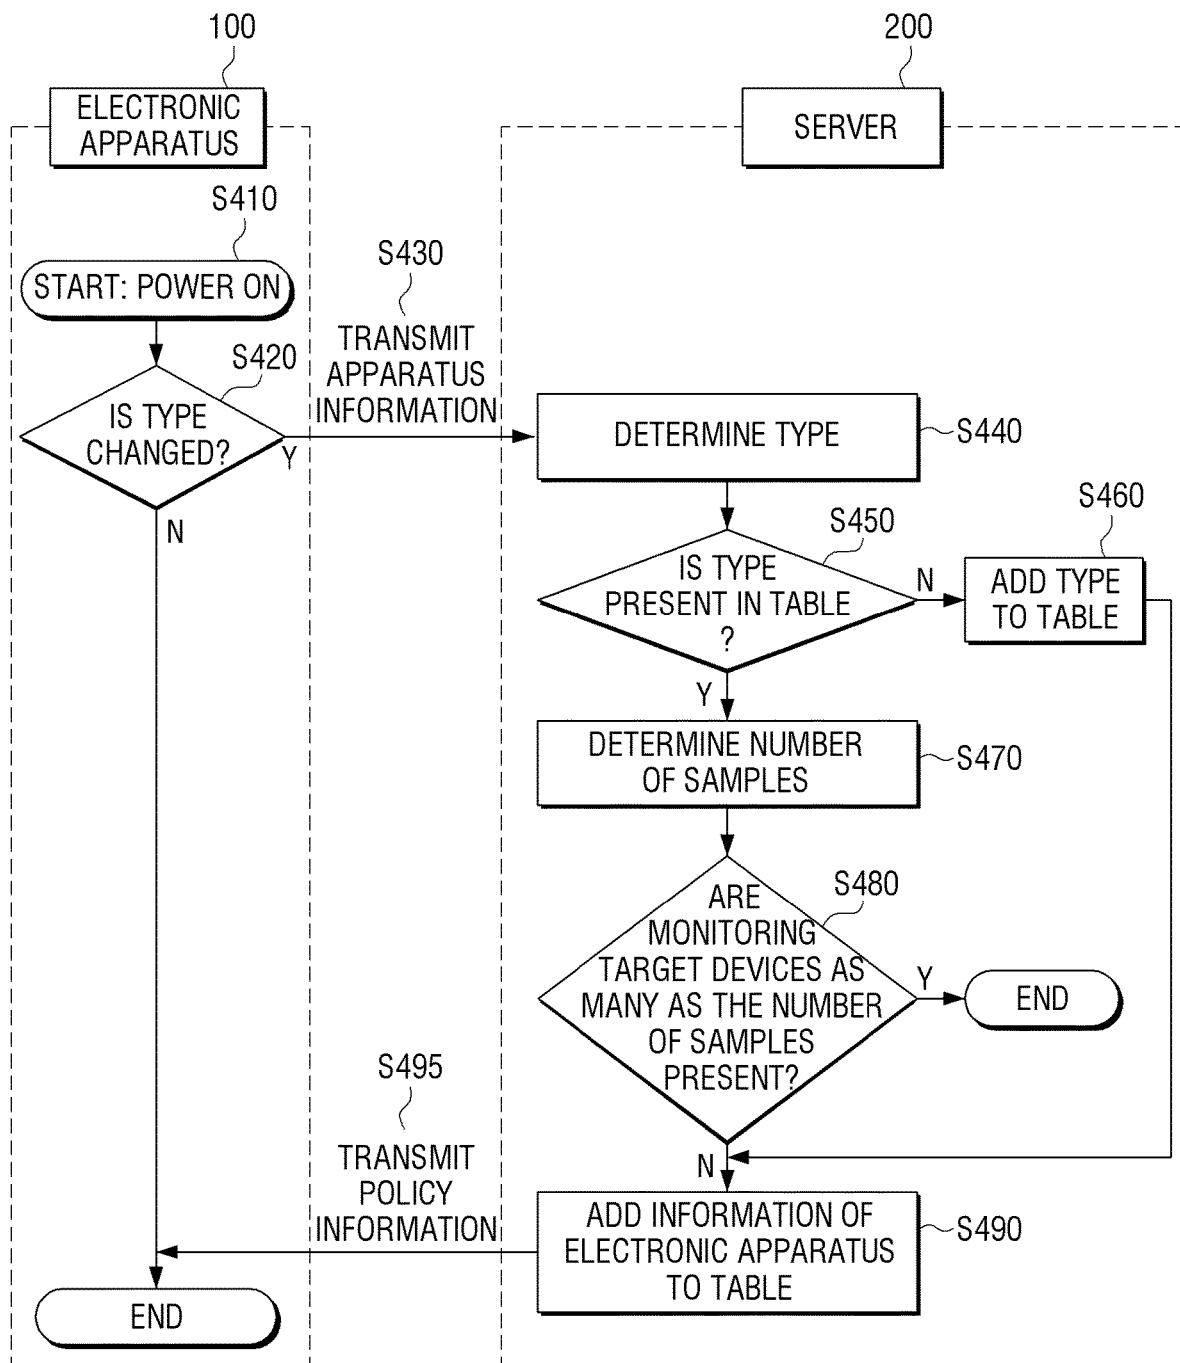 100
200
ELECTRONIC
APPARATUS
SERVER
S410
START: POWER ON
S430
TRANSMIT
APPARATUS
INFORMATION
S420
IS TYPE
CHANGED?
Y
N
DETERMINE TYPE
S440
S450
IS TYPE
PRESENT IN TABLE
?
N
S460
ADD TYPE
TO TABLE
Y
DETERMINE NUMBER
OF SAMPLES
S470
S480
ARE
MONITORING
TARGET DEVICES AS
MANY AS THE NUMBER
OF SAMPLES
PRESENT?
Y
END
N
S495
TRANSMIT
POLICY
INFORMATION
ADD INFORMATION OF
ELECTRONIC APPARATUS
TO TABLE
S490
END